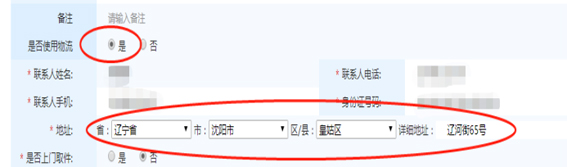 备注 请输入备注
是否使用物流 是 否
* 联系人姓名: * 联系人电话:
* 联系人手机: * 身份证号码:
* 地址: 省: 辽宁省 市: 沈阳市 区/县: 皇姑区 详细地址: 辽河街65号
* 是否上门取件: 是 否